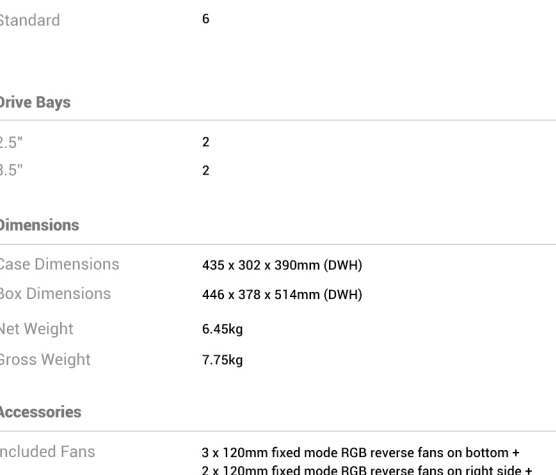 Standard 6
Drive Bays
2.5" 2
3.5" 2
Dimensions
Case Dimensions 435 x 302 x 390mm (DWH)
Box Dimensions 446 x 378 x 514mm (DWH)
Net Weight 6.45kg
Gross Weight 7.75kg
Accessories
Included Fans 3 x 120mm fixed mode RGB reverse fans on bottom +
2 x 120mm fixed mode RGB reverse fans on right side +